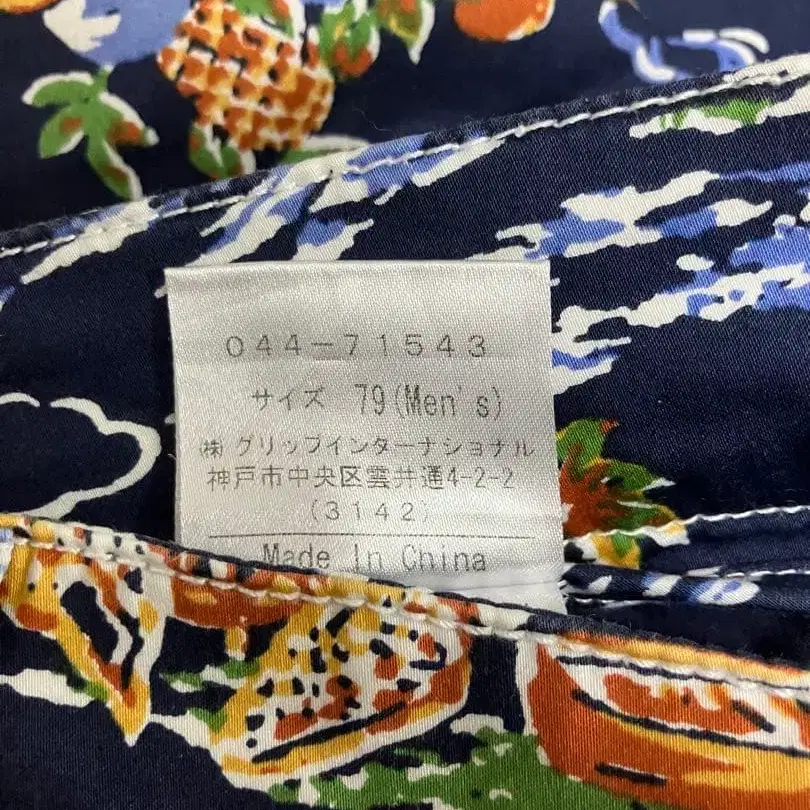 044-71543
サイズ 79(Men's)
㈱ グリップインターナショナル
神戸市中央区雲井通4-2-2
(3142)
Made In China